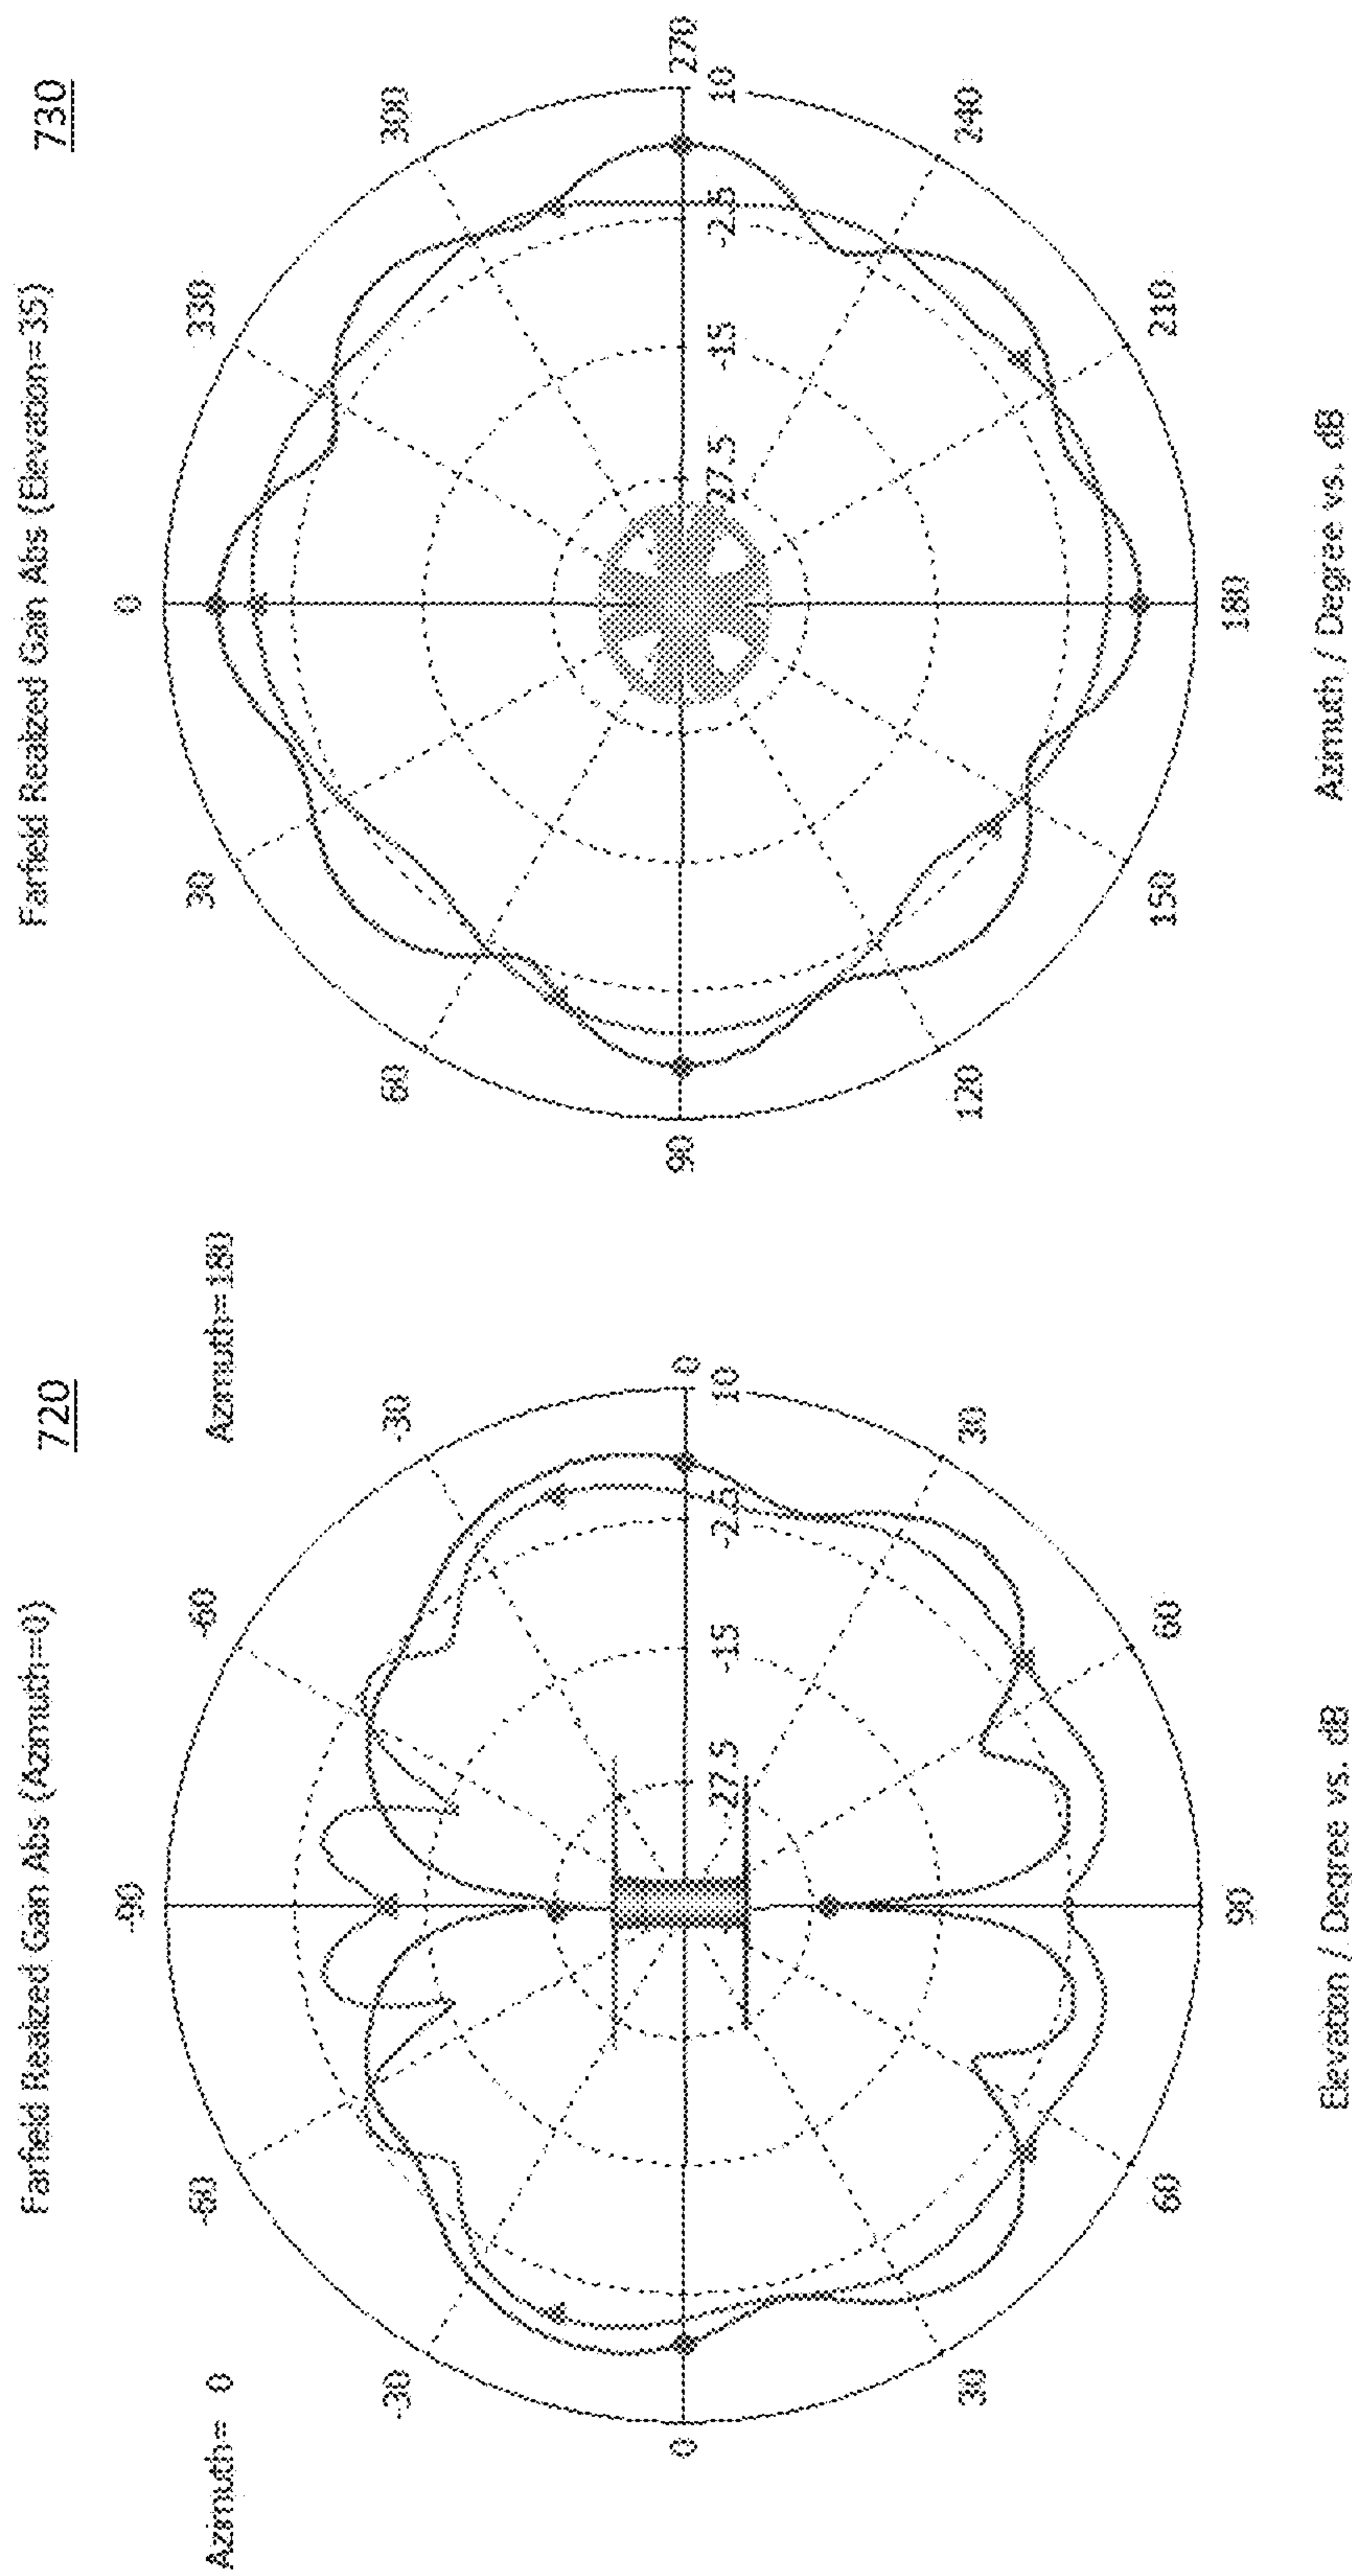 720
Farfield Realized Gain Abs (Azimuth=0)
Azimuth= 0
Azimuth=180
-90
-60 -60
-30 -30
0 0
-27.5 -15 -2.5 10
30 30
60 60
90
Elevation / Degree vs. dB
730
Farfield Realized Gain Abs (Elevation=35)
0
30 330
60 300
90 270
27.5 -15 -2.5 10
120 240
150 210
180
Azimuth / Degree vs. dB